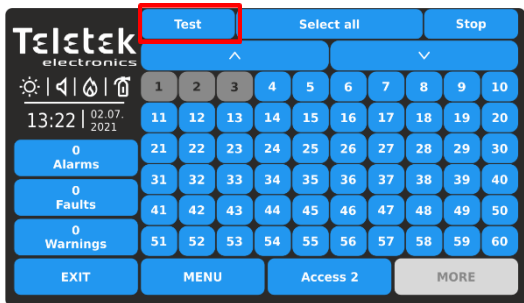 Teletek
electronics
13:22 | 02.07.
2021
0
Alarms
0
Faults
0
Warnings
EXIT
Test Select all Stop
1 2 3 4 5 6 7 8 9 10
11 12 13 14 15 16 17 18 19 20
21 22 23 24 25 26 27 28 29 30
31 32 33 34 35 36 37 38 39 40
41 42 43 44 45 46 47 48 49 50
51 52 53 54 55 56 57 58 59 60
MENU Access 2 MORE